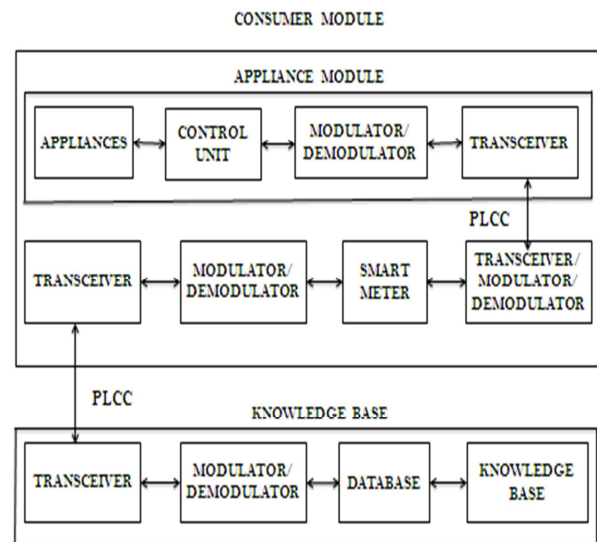 CONSUMER MODULE
APPLIANCE MODULE
APPLIANCES
CONTROL
UNIT
MODULATOR/
DEMODULATOR
TRANSCEIVER
PLCC
TRANSCEIVER
MODULATOR/
DEMODULATOR
SMART
METER
TRANSCEIVER/
MODULATOR/
DEMODULATOR
PLCC
KNOWLEDGE BASE
TRANSCEIVER
MODULATOR/
DEMODULATOR
DATABASE
KNOWLEDGE
BASE